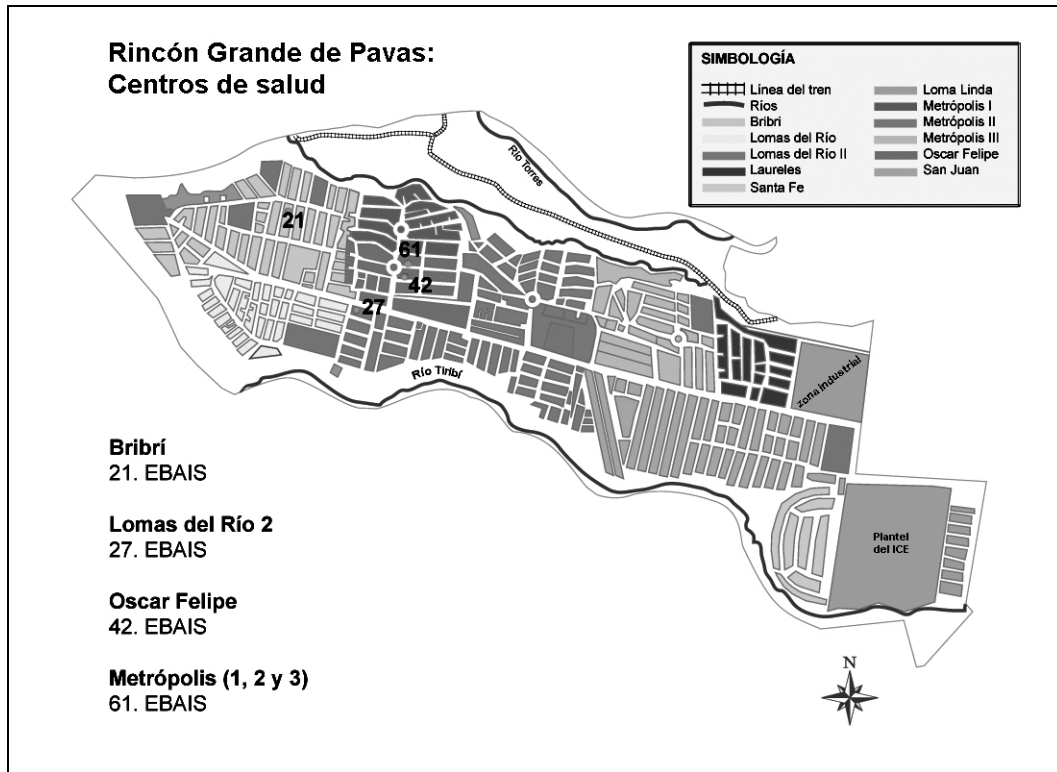 Rincón Grande de Pavas:
Centros de salud
SIMBOLOGÍA
Línea del tren
Ríos
Bribri
Lomas del Río
Lomas del Río II
Laureles
Santa Fe
Loma Linda
Metrópolis I
Metrópolis II
Metrópolis III
Oscar Felipe
San Juan
Río Torres
21
61
42
27
Río Tiribí
zona industrial
Plantel
del ICE
Bribrí
21. EBAIS
Lomas del Río 2
27. EBAIS
Oscar Felipe
42. EBAIS
Metrópolis (1, 2 y 3)
61. EBAIS
N